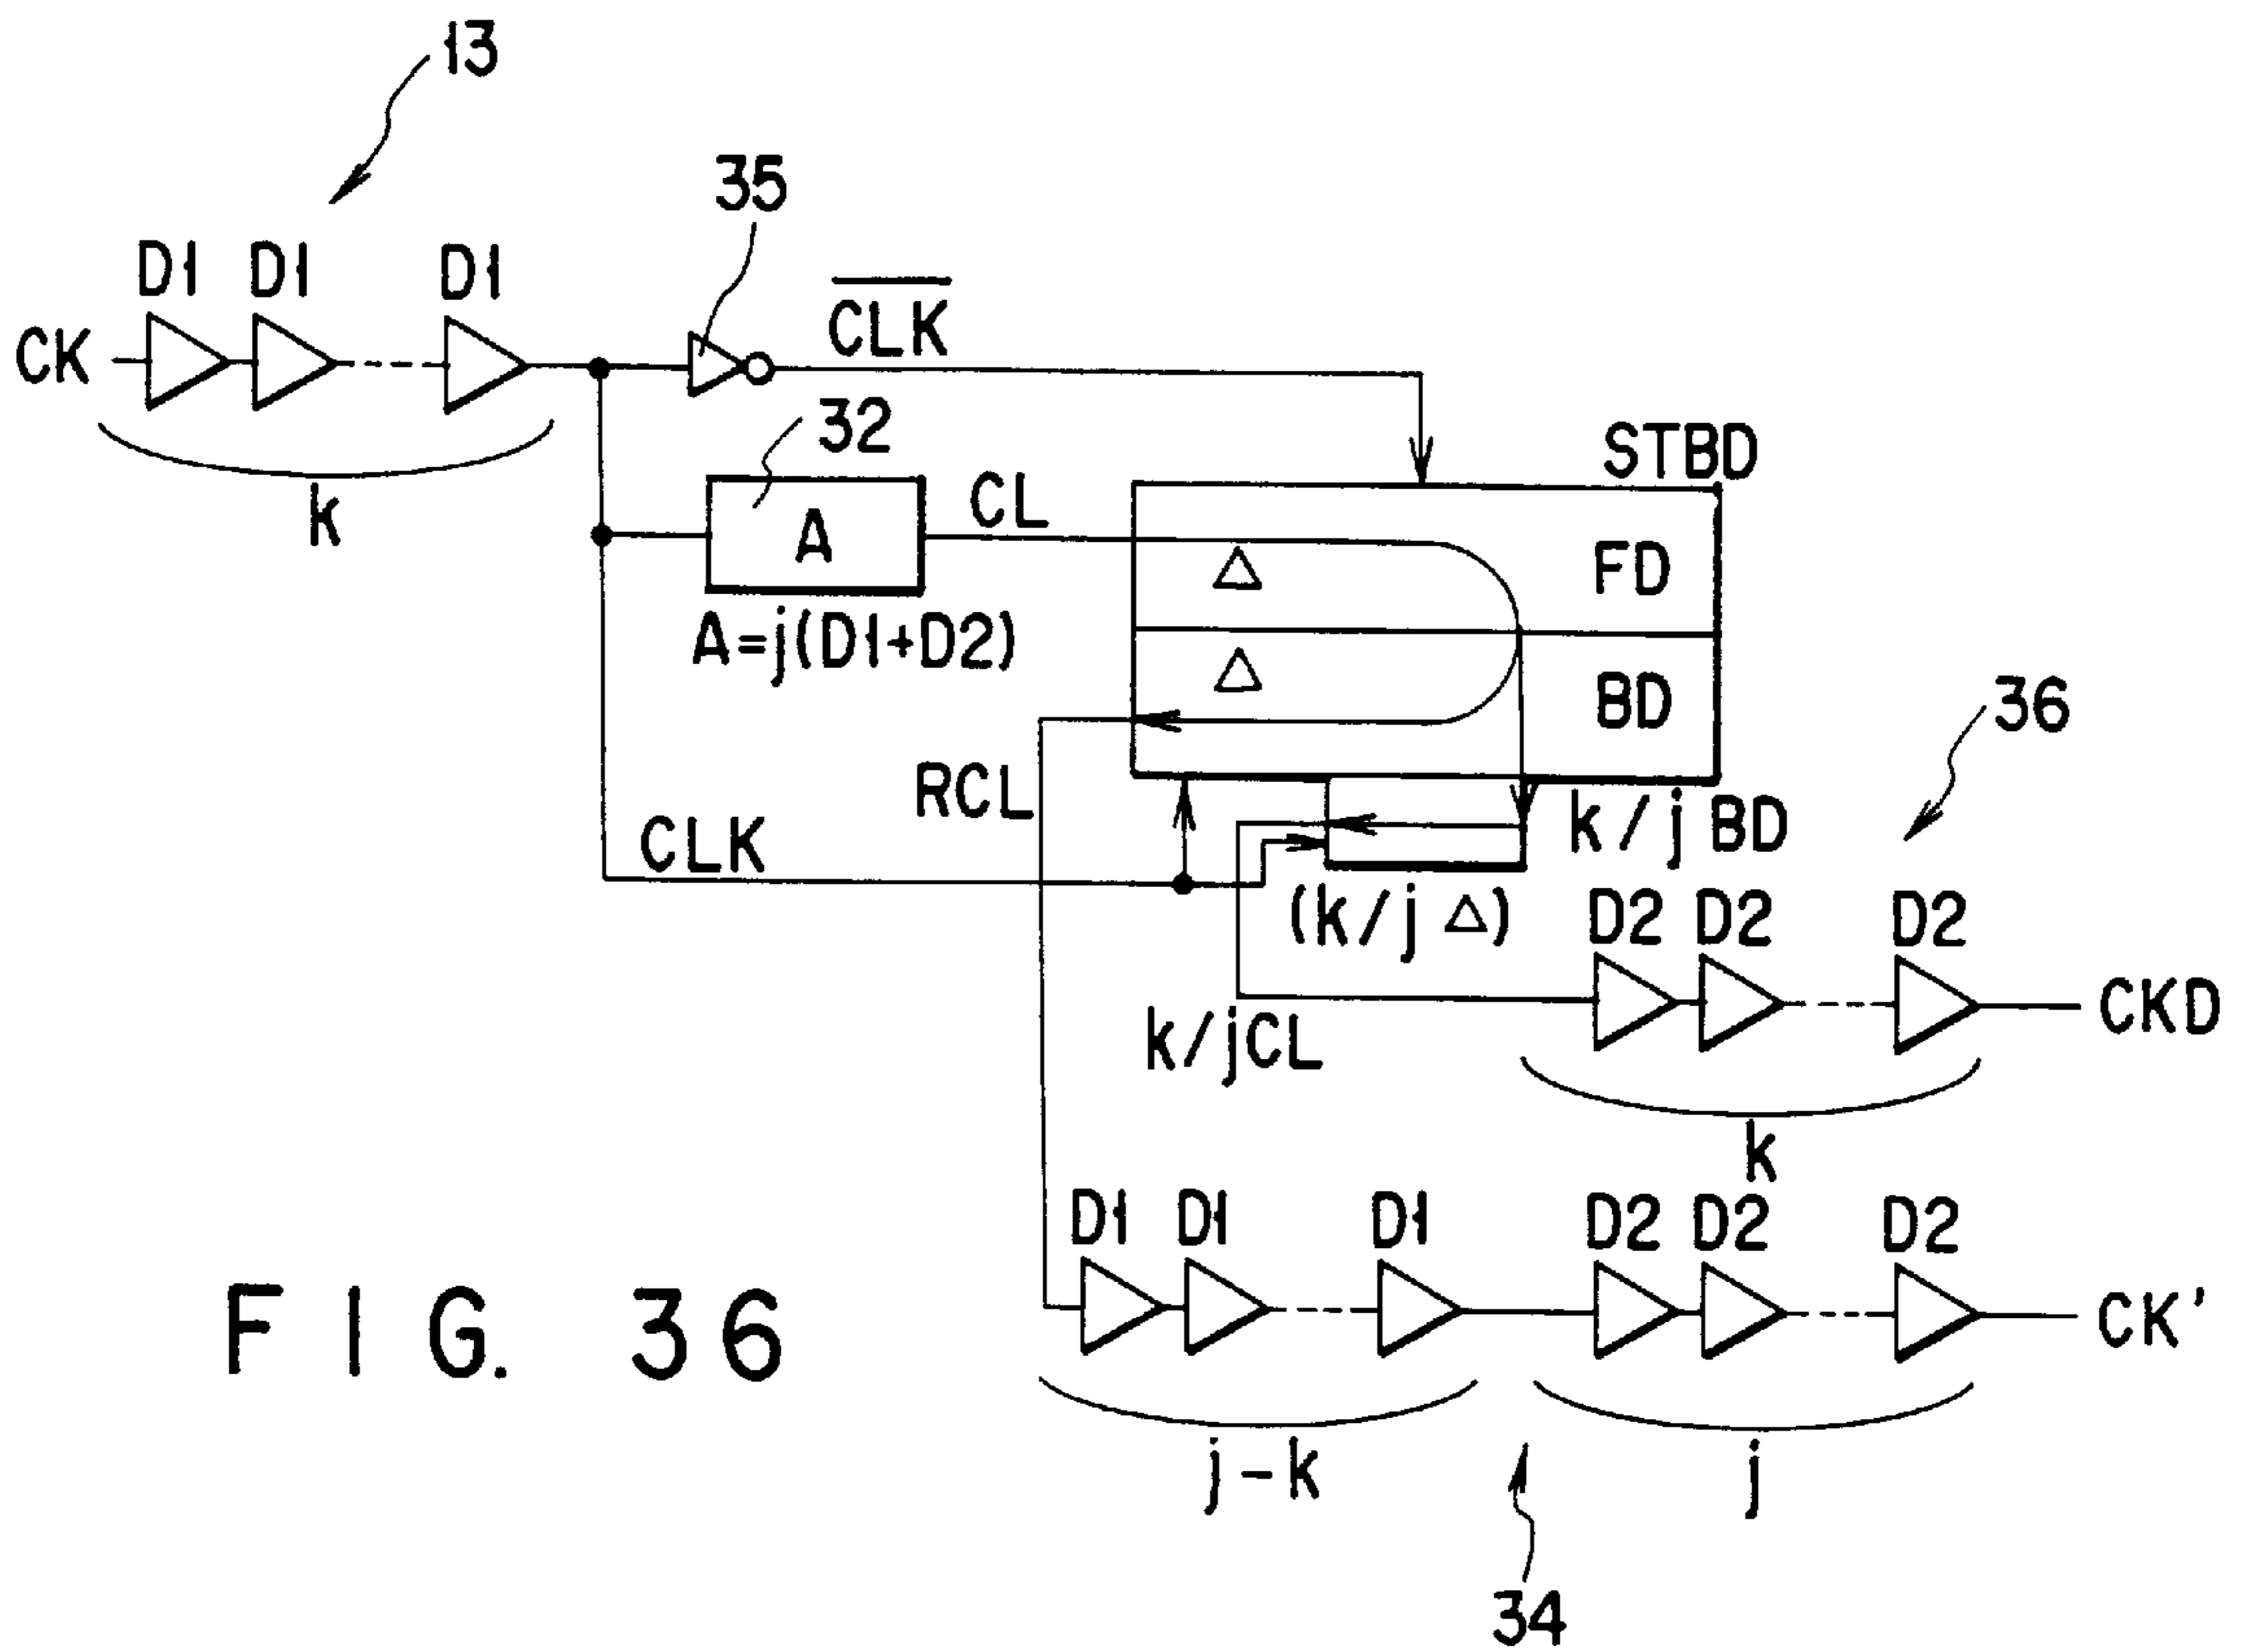 13
35
D1 D1 D1
CK
C̅L̅K̅
32
k
A
CL
STBD
FD
A=j(D1+D2)
△
△
BD
36
RCL
CLK
k/j BD
(k/j △)
D2 D2 D2
CKD
k/jCL
k
D1 D1 D1 D2 D2 D2
CK'
FIG. 36
j-k
j
34